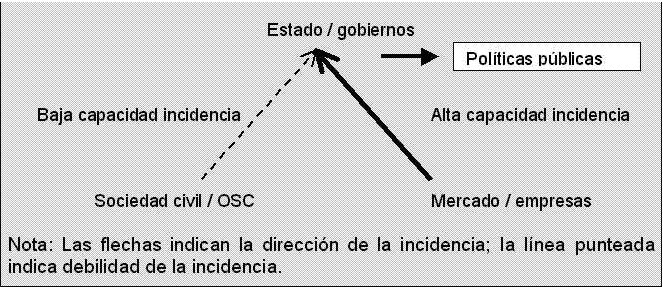 Estado / gobiernos
Políticas públicas
Baja capacidad incidencia
Alta capacidad incidencia
Sociedad civil / OSC
Mercado / empresas
Nota: Las flechas indican la dirección de la incidencia; la línea punteada
indica debilidad de la incidencia.